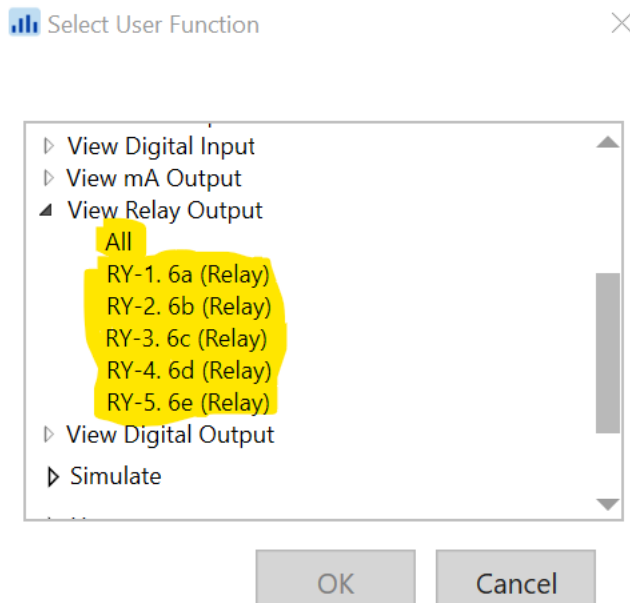 Select User Function
View Digital Input
View mA Output
View Relay Output
All
RY-1. 6a (Relay)
RY-2. 6b (Relay)
RY-3. 6c (Relay)
RY-4. 6d (Relay)
RY-5. 6e (Relay)
View Digital Output
Simulate
OK
Cancel